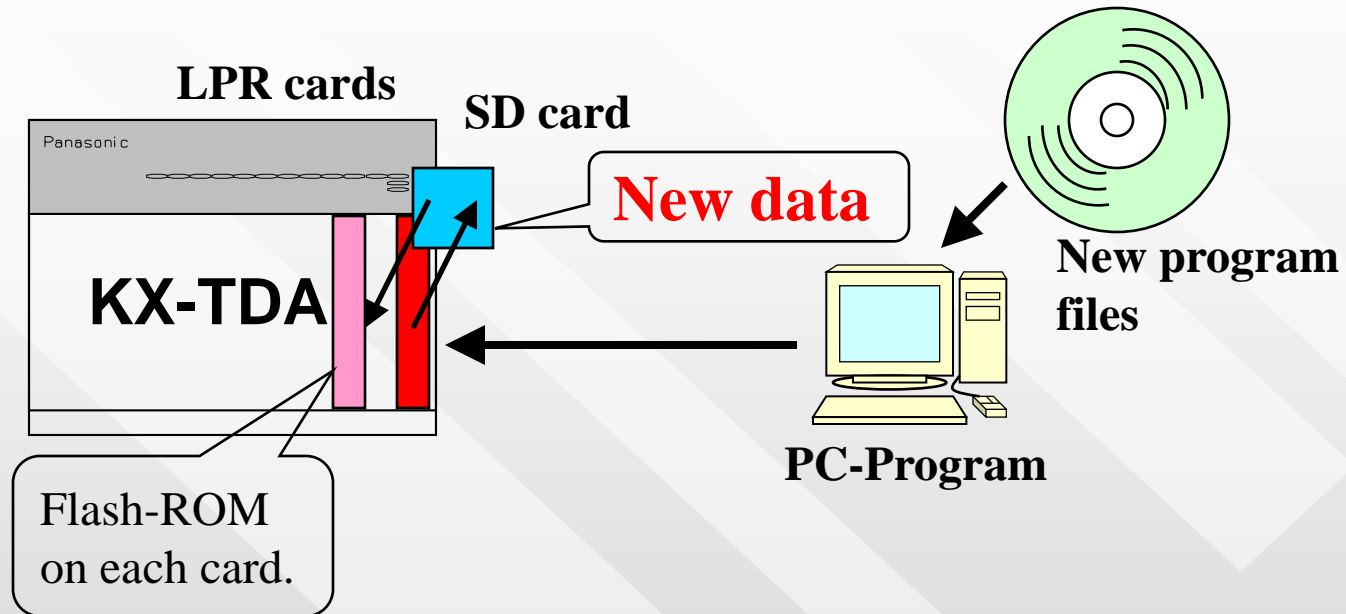 LPR cards
SD card
Panasonic
New data
KX-TDA
New program
files
PC-Program
Flash-ROM
on each card.